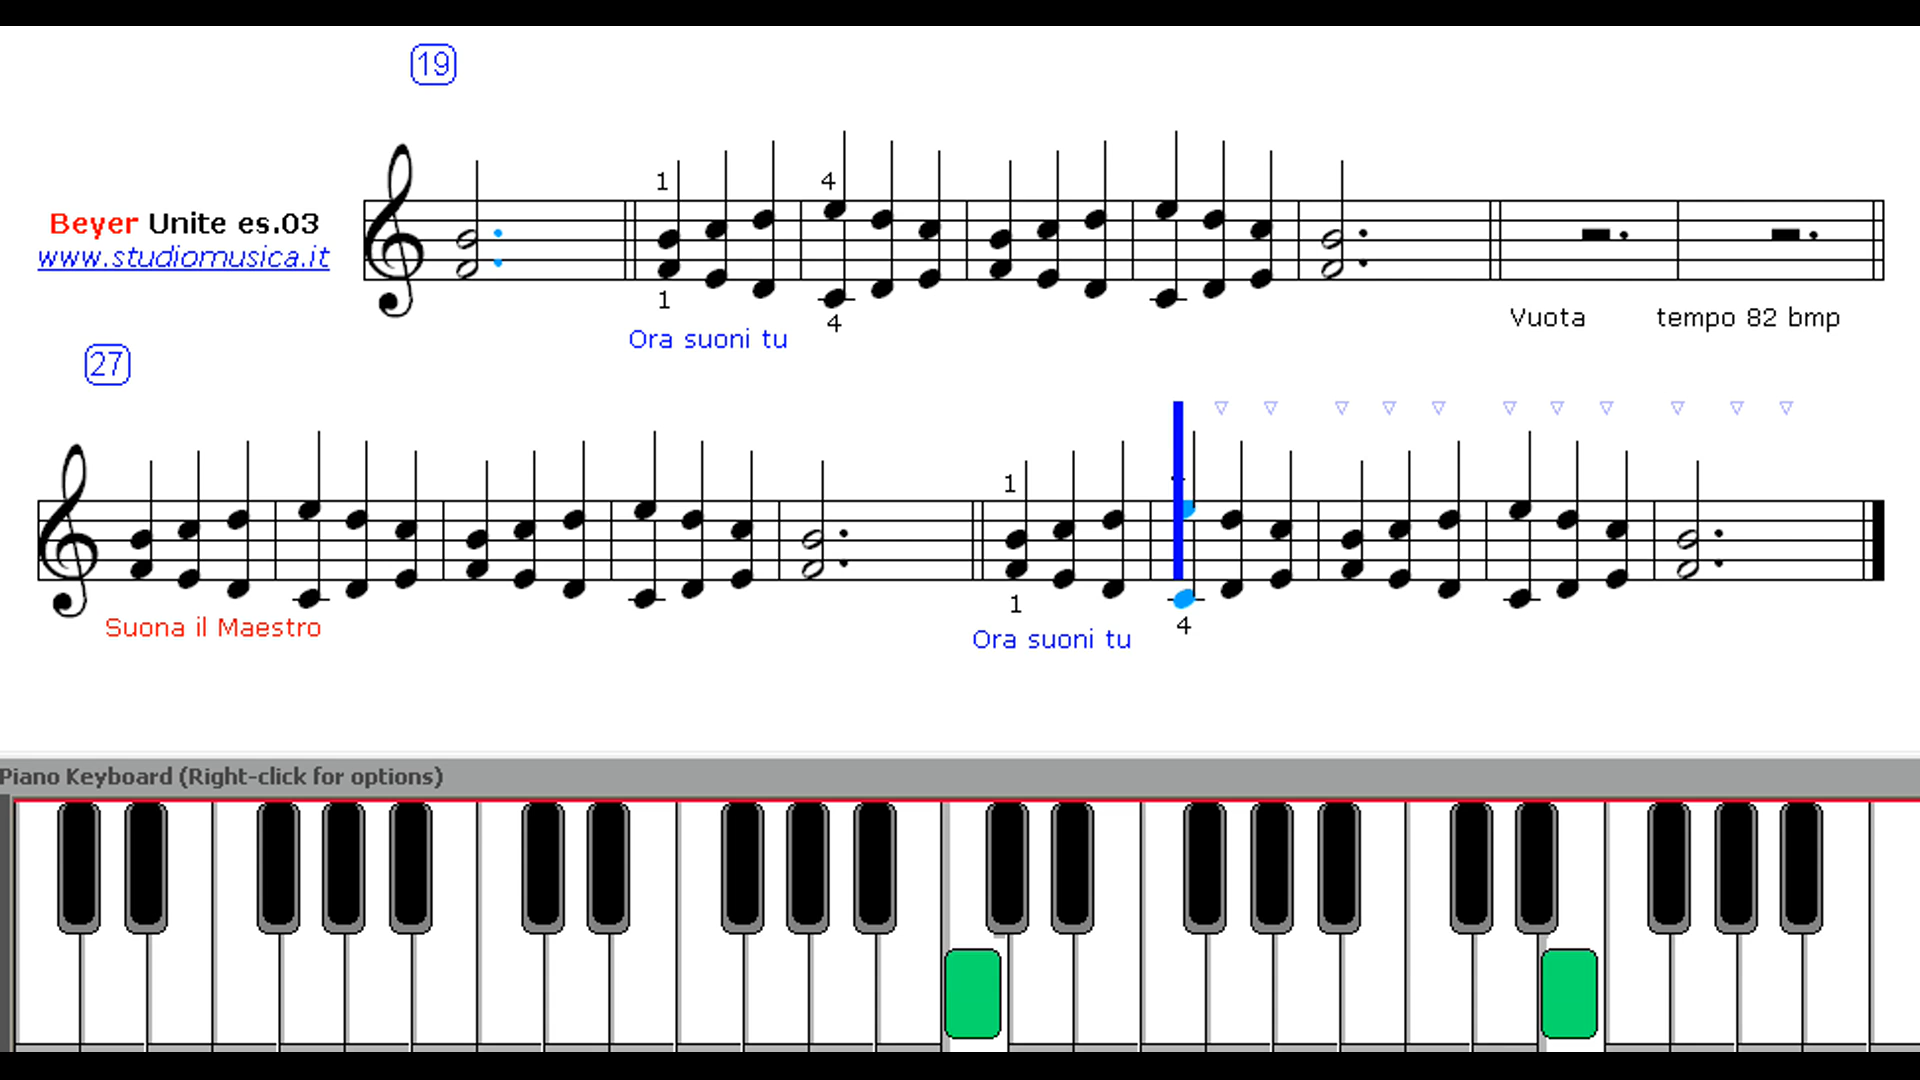 19
1
4
Beyer Unite es.03
www.studiomusica.it
1
4
Ora suoni tu
Vuota
tempo 82 bmp
27
1
Suona il Maestro
1
4
Ora suoni tu
Piano Keyboard (Right-click for options)